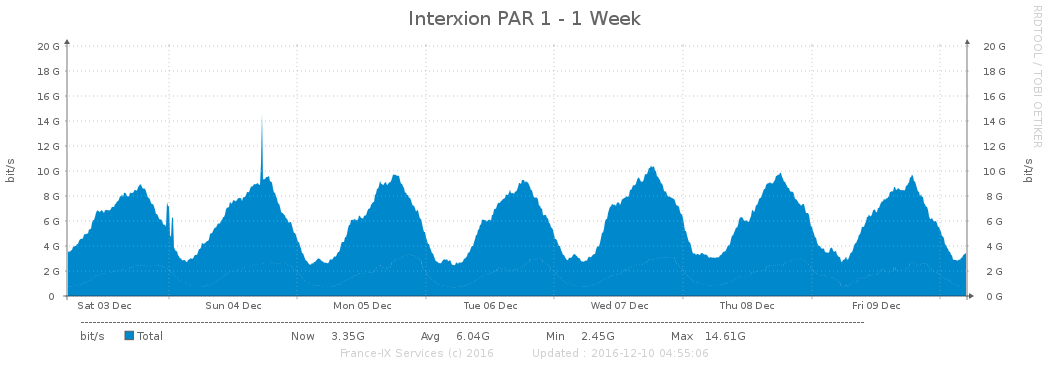 Interxion PAR 1 - 1 Week
RRDTOOL / TOBI OETIKER
bit/s
20 G 20 G
18 G 18 G
16 G 16 G
14 G 14 G
12 G 12 G
10 G 10 G
8 G 8 G
6 G 6 G
4 G 4 G
2 G 2 G
0 0 G
bit/s
Sat 03 Dec Sun 04 Dec Mon 05 Dec Tue 06 Dec Wed 07 Dec Thu 08 Dec Fri 09 Dec
bit/s Total Now 3.35G Avg 6.04G Min 2.45G Max 14.61G
France-IX Services (c) 2016 Updated : 2016-12-10 04:55:06